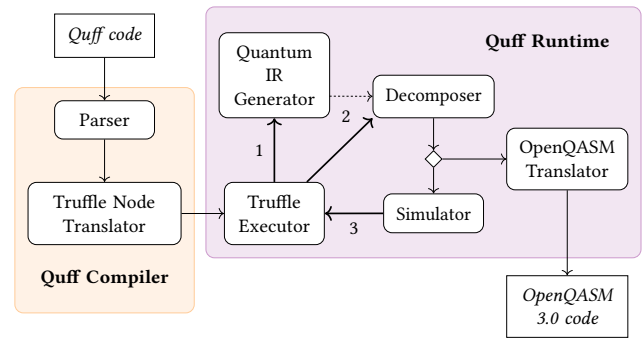 Quff code
Parser
Truffle Node
Translator
Quff Compiler
Quff Runtime
Quantum
IR
Generator
Decomposer
2
1
OpenQASM
Translator
Truffle
Executor
Simulator
3
OpenQASM
3.0 code